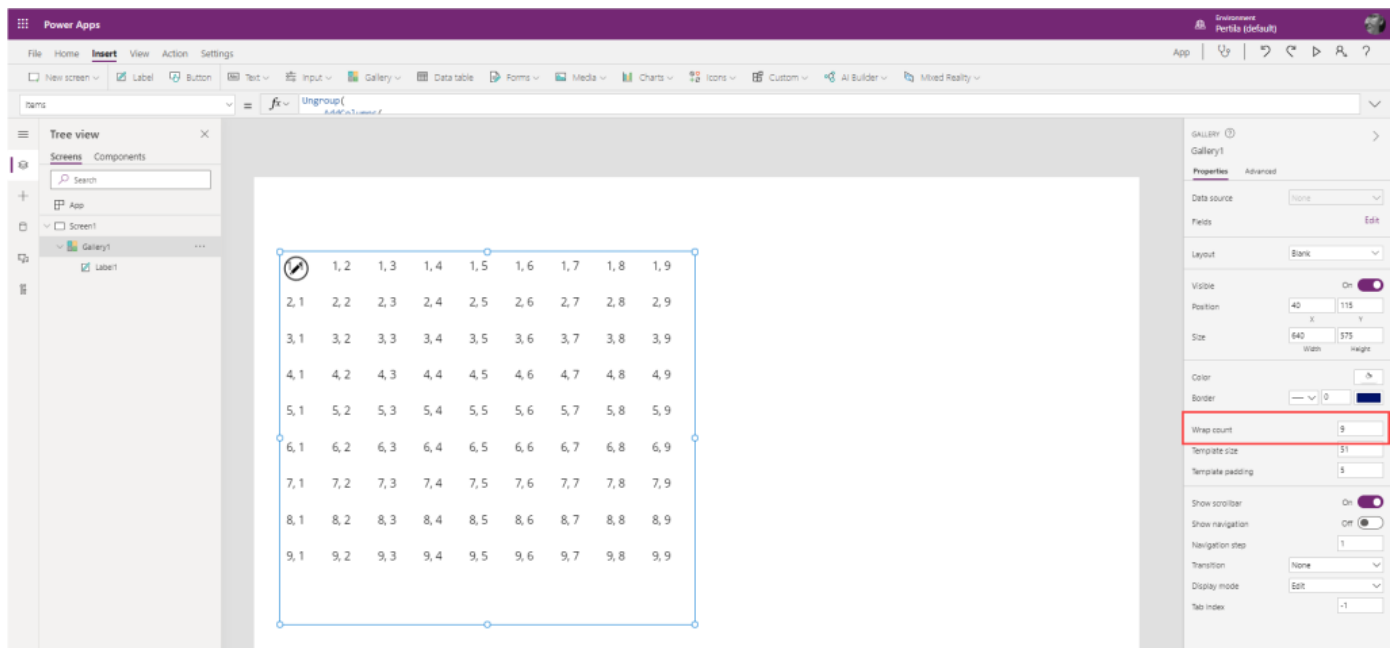 Power Apps
Environment
Pertila (default)
File Home Insert View Action Settings
App
New screen Label Button Text Input Gallery Data table Forms Media Charts Icons Custom AI Builder Mixed Reality
Items = fx Ungroup(
AddColumns(
Tree view
Screens Components
Search
App
Screen1
Gallery1
Label1
1, 2 1, 3 1, 4 1, 5 1, 6 1, 7 1, 8 1, 9
2, 1 2, 2 2, 3 2, 4 2, 5 2, 6 2, 7 2, 8 2, 9
3, 1 3, 2 3, 3 3, 4 3, 5 3, 6 3, 7 3, 8 3, 9
4, 1 4, 2 4, 3 4, 4 4, 5 4, 6 4, 7 4, 8 4, 9
5, 1 5, 2 5, 3 5, 4 5, 5 5, 6 5, 7 5, 8 5, 9
6, 1 6, 2 6, 3 6, 4 6, 5 6, 6 6, 7 6, 8 6, 9
7, 1 7, 2 7, 3 7, 4 7, 5 7, 6 7, 7 7, 8 7, 9
8, 1 8, 2 8, 3 8, 4 8, 5 8, 6 8, 7 8, 8 8, 9
9, 1 9, 2 9, 3 9, 4 9, 5 9, 6 9, 7 9, 8 9, 9
GALLERY
Gallery1
Properties Advanced
Data source None
Fields Edit
Layout Blank
Visible On
Position 40 115
X Y
Size 640 575
Width Height
Color
Border 0
Wrap count 9
Template size 51
Template padding 5
Show scrollbar On
Show navigation Off
Navigation step 1
Transition None
Display mode Edit
Tab index -1